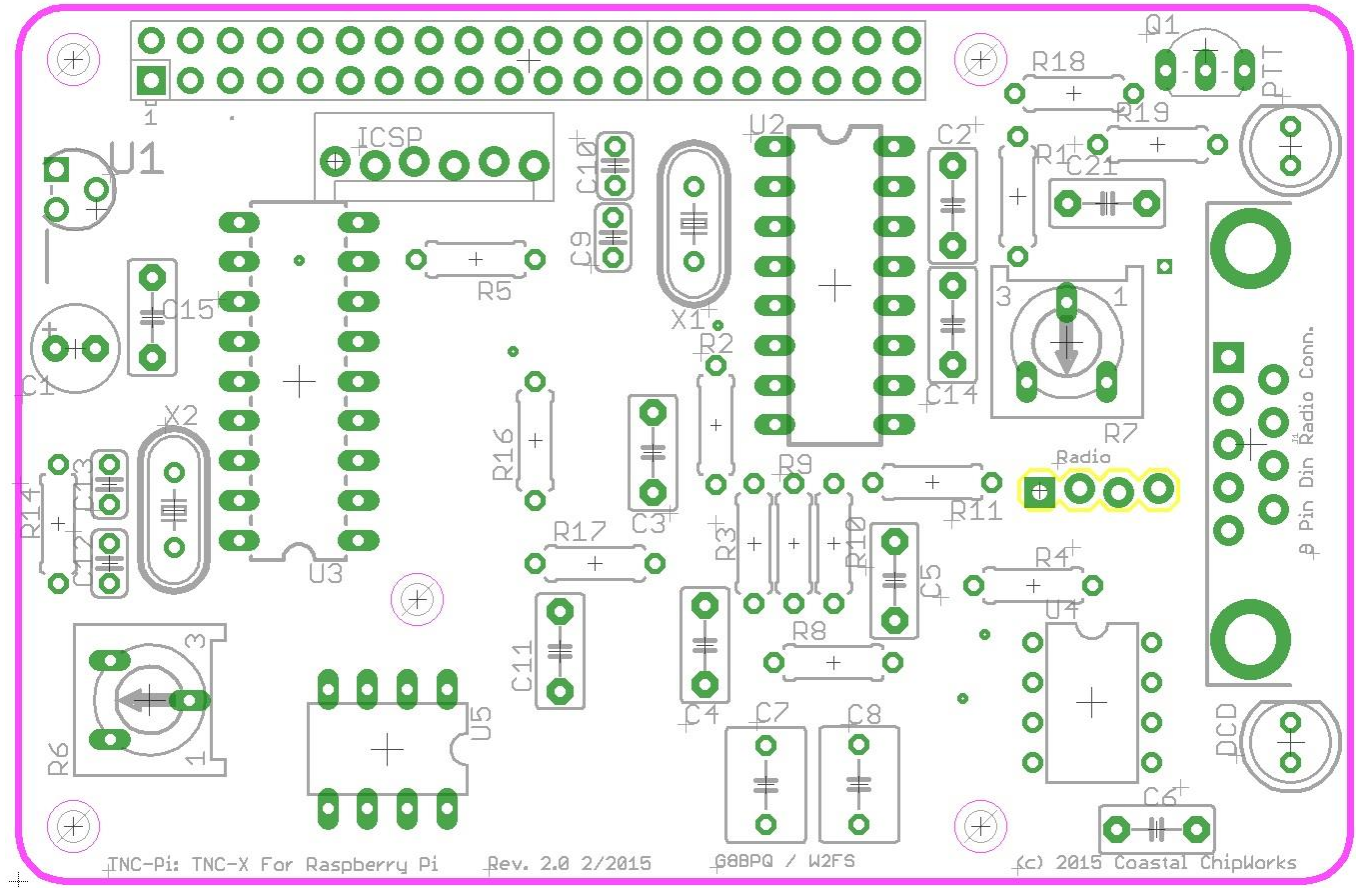 Q1
R18
PTT
R19
1
ICSP
U2
C2
U1
C10
R1
C21
C9
R5
3
1
C15
X1
R2
C1
C14
X2
R7
R16
Radio
9 Pin Din Radio Conn.
J1
C13
R9
R14
C3
R11
R3
R10
R17
C12
U3
R4
C5
U4
3
R8
C11
R6
1
U5
C4
C7
C8
DCD
C6
TNC-Pi: TNC-X For Raspberry Pi
Rev. 2.0 2/2015
G8BPQ / W2FS
(c) 2015 Coastal ChipWorks